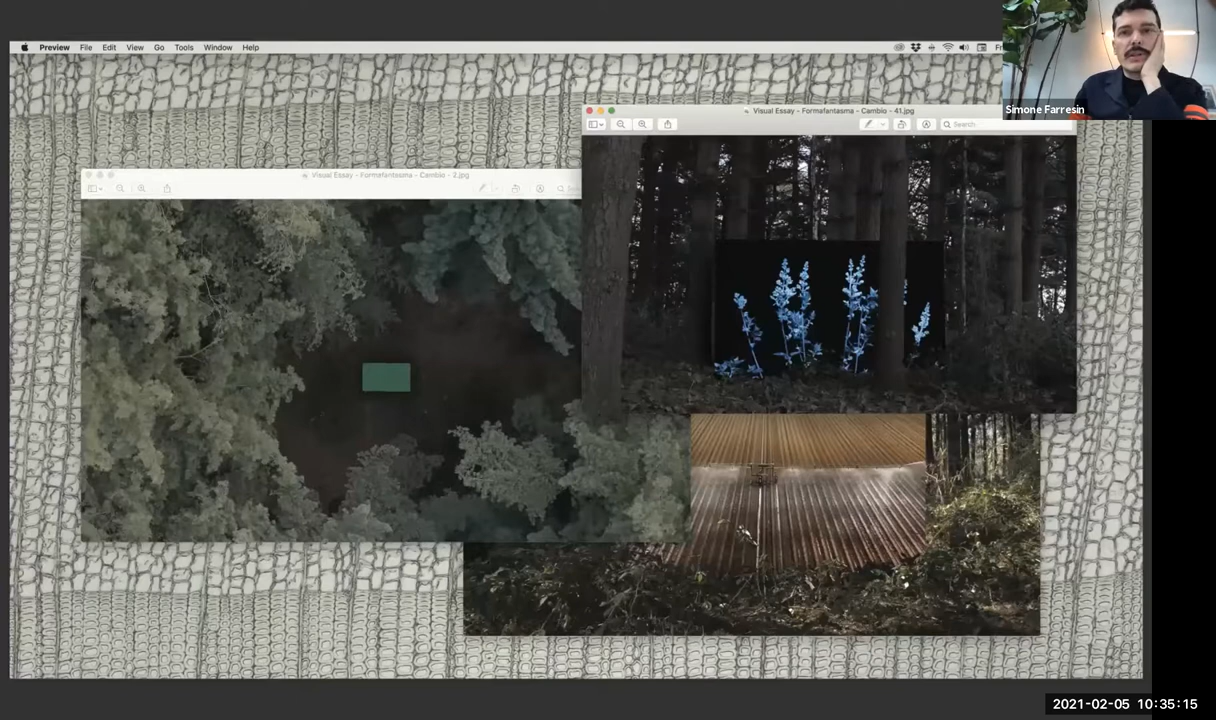 Preview File Edit View Go Tools Window Help
Simone Farresin
Visual Essay - Formafantasma - Cambio - 41.jpg
Search
Visual Essay - Formafantasma - Cambio - 2.jpg
2021-02-05 10:35:15